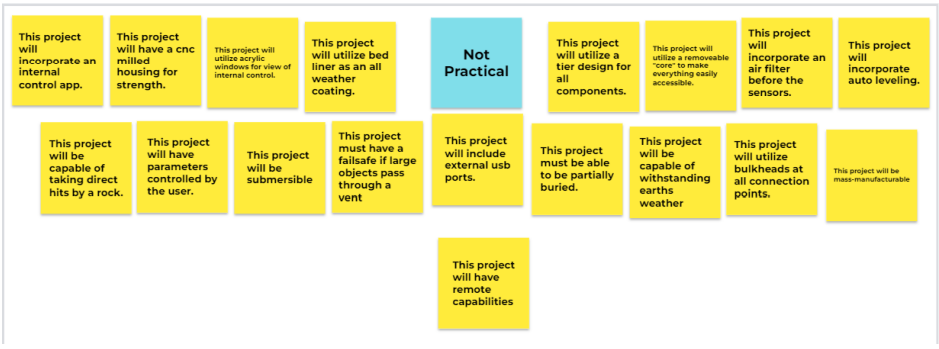 This project
will
incorporate an
internal
control app.
This project
will have a cnc
milled
housing for
strength.
This project will
utilize acrylic
windows for view of
internal control.
This project
will utilize bed
liner as an all
weather
coating.
Not
Practical
This project
will utilize a
tier design for
all
components.
This project will
utilize a removeable
"core" to make
everything easily
accessible.
This project
will
incorporate an
air filter
before the
sensors.
This project
will
incorporate
auto leveling.
This project
will be
capable of
taking direct
hits by a rock.
This project
will have
parameters
controlled by
the user.
This project
will be
submersible
This project
must have a
failsafe if large
objects pass
through a
vent
This project
will include
external usb
ports.
This project
must be able
to be partially
buried.
This project
will be
capable of
withstanding
earths
weather
This project
will utilize
bulkheads at
all connection
points.
This project will be
mass-manufacturable
This project
will have
remote
capabilities